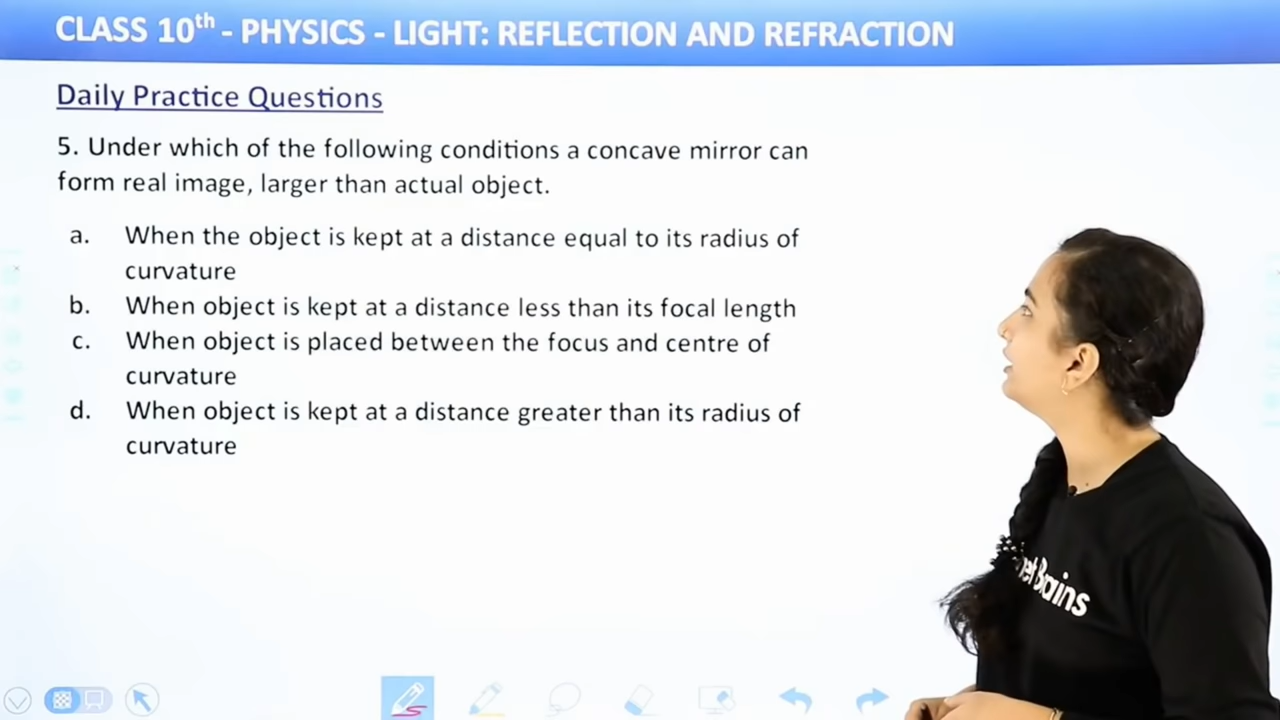 CLASS 10th - PHYSICS - LIGHT: REFLECTION AND REFRACTION
Daily Practice Questions
5. Under which of the following conditions a concave mirror can
form real image, larger than actual object.
a. When the object is kept at a distance equal to its radius of
curvature
b. When object is kept at a distance less than its focal length
c. When object is placed between the focus and centre of
curvature
d. When object is kept at a distance greater than its radius of
curvature
Brains